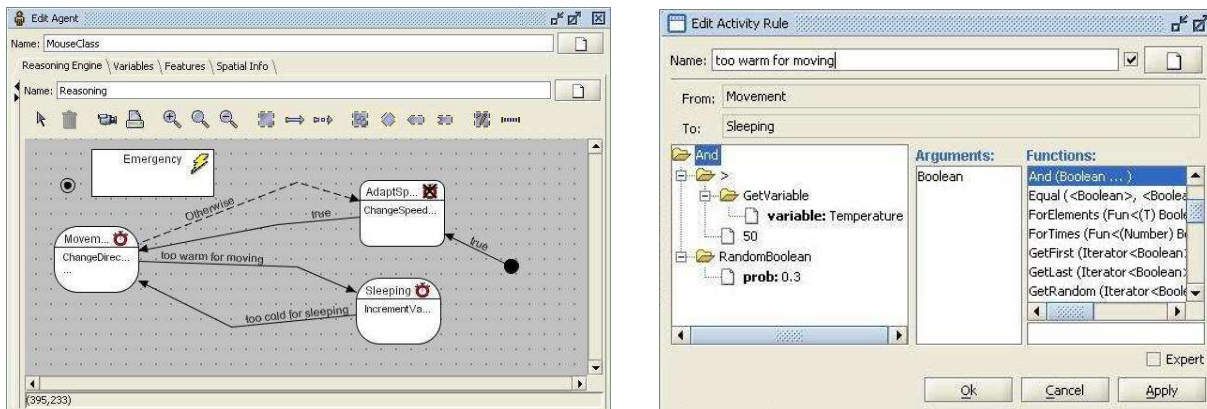 Edit Agent
Name: MouseClass
Reasoning Engine Variables Features Spatial Info
Name: Reasoning
Emergency
Otherwise
AdaptSp...
ChangeSpeed...
true
true
Movem...
ChangeDirec...
...
too warm for moving
Sleeping
IncrementVa...
too cold for sleeping
(395,233)
Edit Activity Rule
Name: too warm for moving
From: Movement
To: Sleeping
And
>
GetVariable
variable: Temperature
50
RandomBoolean
prob: 0.3
Arguments:
Boolean
Functions:
And (Boolean ... )
Equal ( <Boolean>, <Boolea
ForElements (Fun<(T) Boole
ForTimes (Fun<(Number) B
GetFirst (Iterator<Boolean
GetLast (Iterator<Boolean
GetRandom (Iterator<Boole
Expert
Ok Cancel Apply